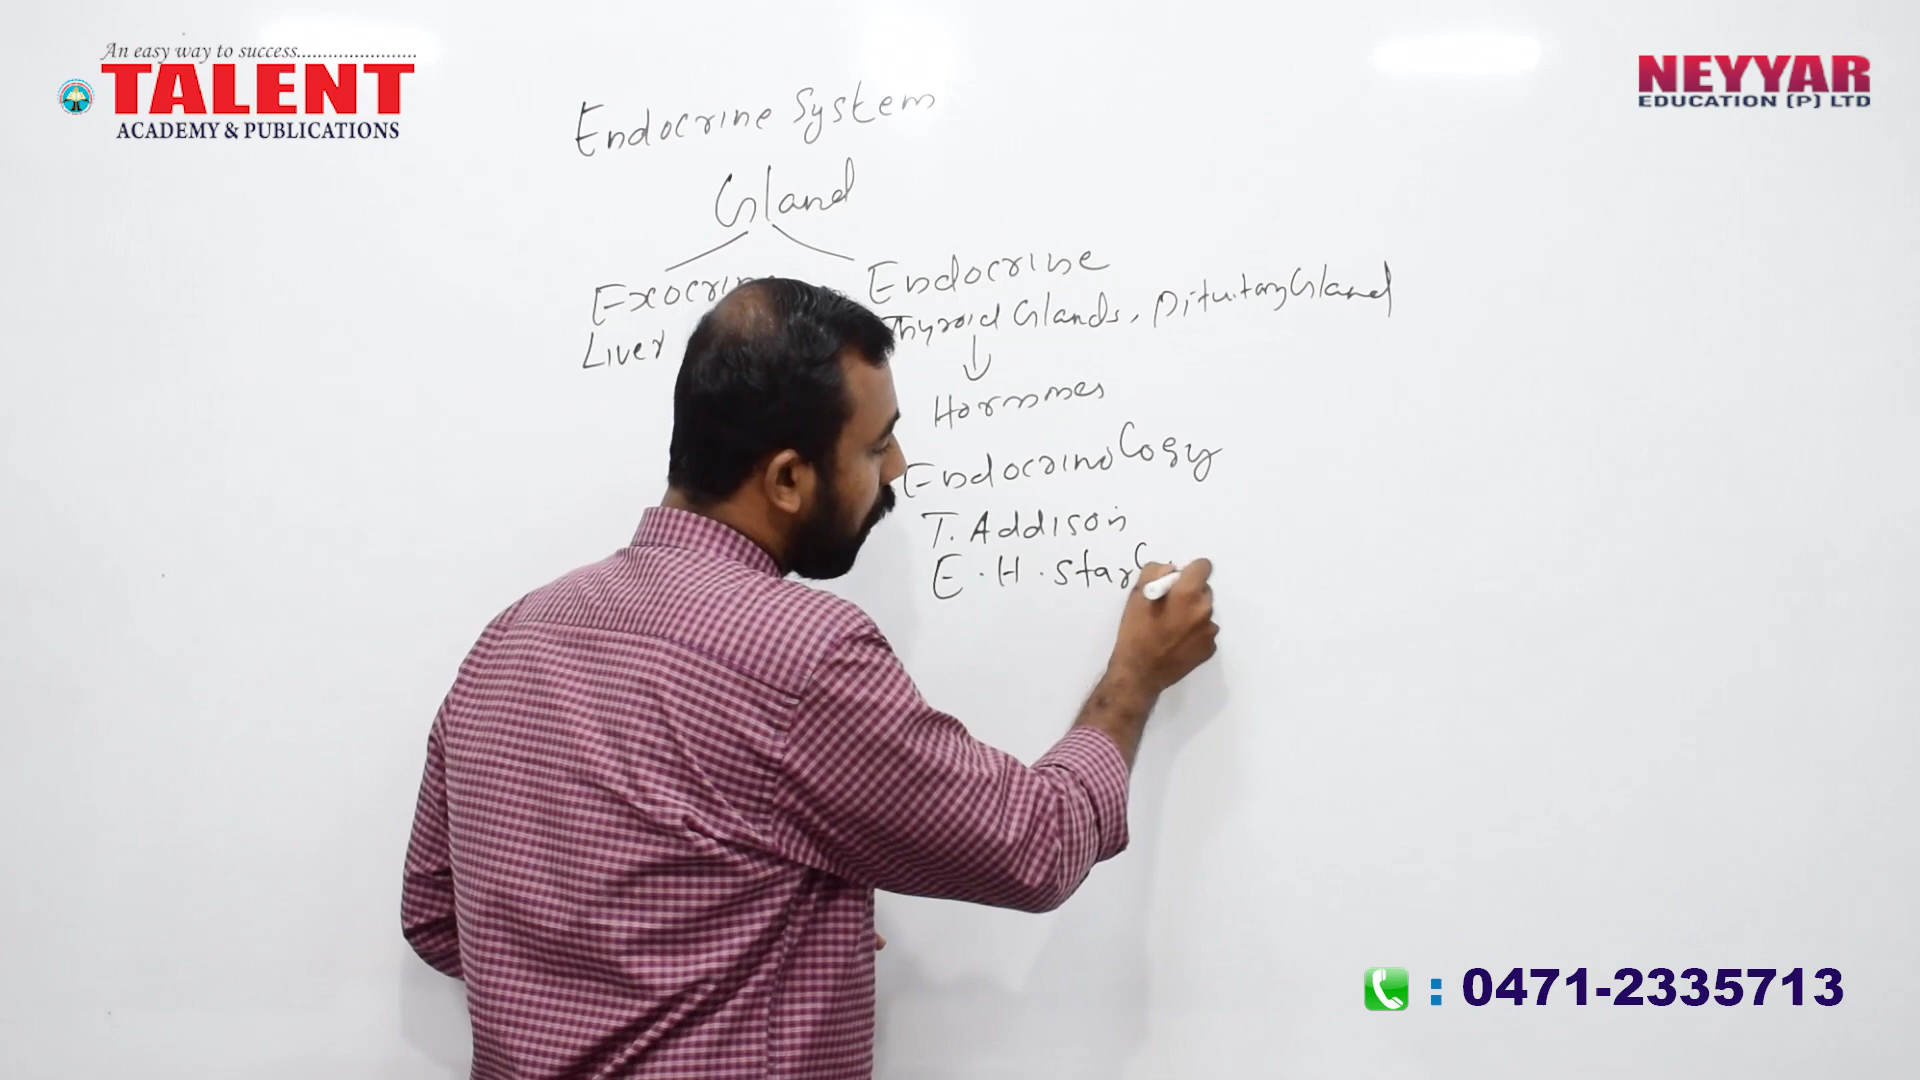 An easy way to success.......................
TALENT
ACADEMY & PUBLICATIONS
NEYYAR
EDUCATION (P) LTD
Endocrine System
Gland
Endocrine
Liver
Thyroid Glands, Pituitary Gland
Hormones
Endocrinology
T. Addison
E. H. Star
: 0471-2335713